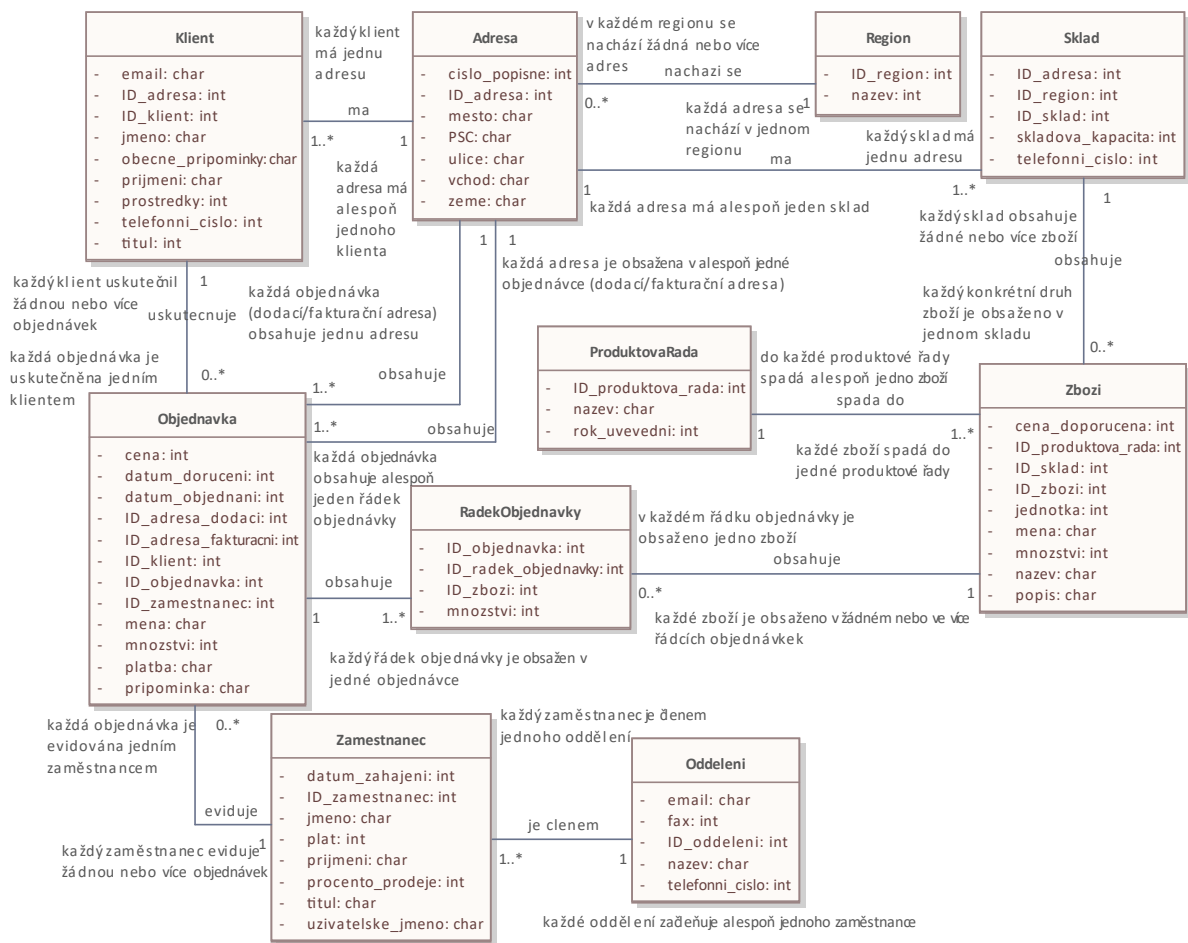 Klient
- email: char
- ID_adresa: int
- ID_klient: int
- jmeno: char
- obecne_pripominky: char
- prijmeni: char
- prostredky: int
- telefonni_cislo: int
- titul: int
každý klient
má jednu
adresu
ma
1..*
1
každá
adresa má
alespoň
jednoho
klienta
Adresa
- cislo_popisne: int
- ID_adresa: int
- mesto: char
- PSC: char
- ulice: char
- vchod: char
- zeme: char
v každém regionu se
nachází žádná nebo více
adres
nachazi se
0..*
1
každá adresa se
nachází v jednom
regionu
Region
- ID_region: int
- nazev: int
Sklad
- ID_adresa: int
- ID_region: int
- ID_sklad: int
- skladova_kapacita: int
- telefonni_cislo: int
každý sklad má
jednu adresu
ma
1
1..*
každá adresa má alespoň jeden sklad
každý sklad obsahuje
žádné nebo více zboží
1
obsahuje
každý konkrétní druh
zboží je obsaženo v
jednom skladu
0..*
1
1
každá adresa je obsažena v alespoň jedné
objednávce (dodací/fakturační adresa)
každý klient uskutečnil
žádnou nebo více
objednávek
1
uskutecnuje
každá objednávka
(dodací/fakturační adresa)
obsahuje jednu adresu
každá objednávka je
uskutečněna jedním
klientem
0..*
obsahuje
1..*
1..*
obsahuje
ProduktovaRada
- ID_produktova_rada: int
- nazev: char
- rok_uvevedni: int
do každé produktové řady
spadá alespoň jedno zboží
spada do
1
1..*
každé zboží spadá do
jedné produktové řady
Zbozi
- cena_doporucena: int
- ID_produktova_rada: int
- ID_sklad: int
- ID_zbozi: int
- jednotka: int
- mena: char
- mnozstvi: int
- nazev: char
- popis: char
Objednavka
- cena: int
- datum_doruceni: int
- datum_objednani: int
- ID_adresa_dodaci: int
- ID_adresa_fakturacni: int
- ID_klient: int
- ID_objednavka: int
- ID_zamestnanec: int
- mena: char
- mnozstvi: int
- platba: char
- pripominka: char
každá objednávka
obsahuje alespoň
jeden řádek
objednávky
obsahuje
1
1..*
každý řádek objednávky je obsažen v
jedné objednávce
RadekObjednavky
- ID_objednavka: int
- ID_radek_objednavky: int
- ID_zbozi: int
- mnozstvi: int
v každém řádku objednávky je
obsaženo jedno zboží
obsahuje
0..*
1
každé zboží je obsaženo v žádném nebo ve více
řádcích objednávkek
každá objednávka je
evidována jedním
zaměstnancem
0..*
eviduje
1
každý zaměstnanec eviduje
žádnou nebo více objednávek
Zamestnanec
- datum_zahajeni: int
- ID_zamestnanec: int
- jmeno: char
- plat: int
- prijmeni: char
- procento_prodeje: int
- titul: char
- uzivatelske_jmeno: char
každý zaměstnanec je členem
jednoho oddělení
je clenem
1..*
1
Oddeleni
- email: char
- fax: int
- ID_oddeleni: int
- nazev: char
- telefonni_cislo: int
každé oddělení začleňuje alespoň jednoho zaměstnance